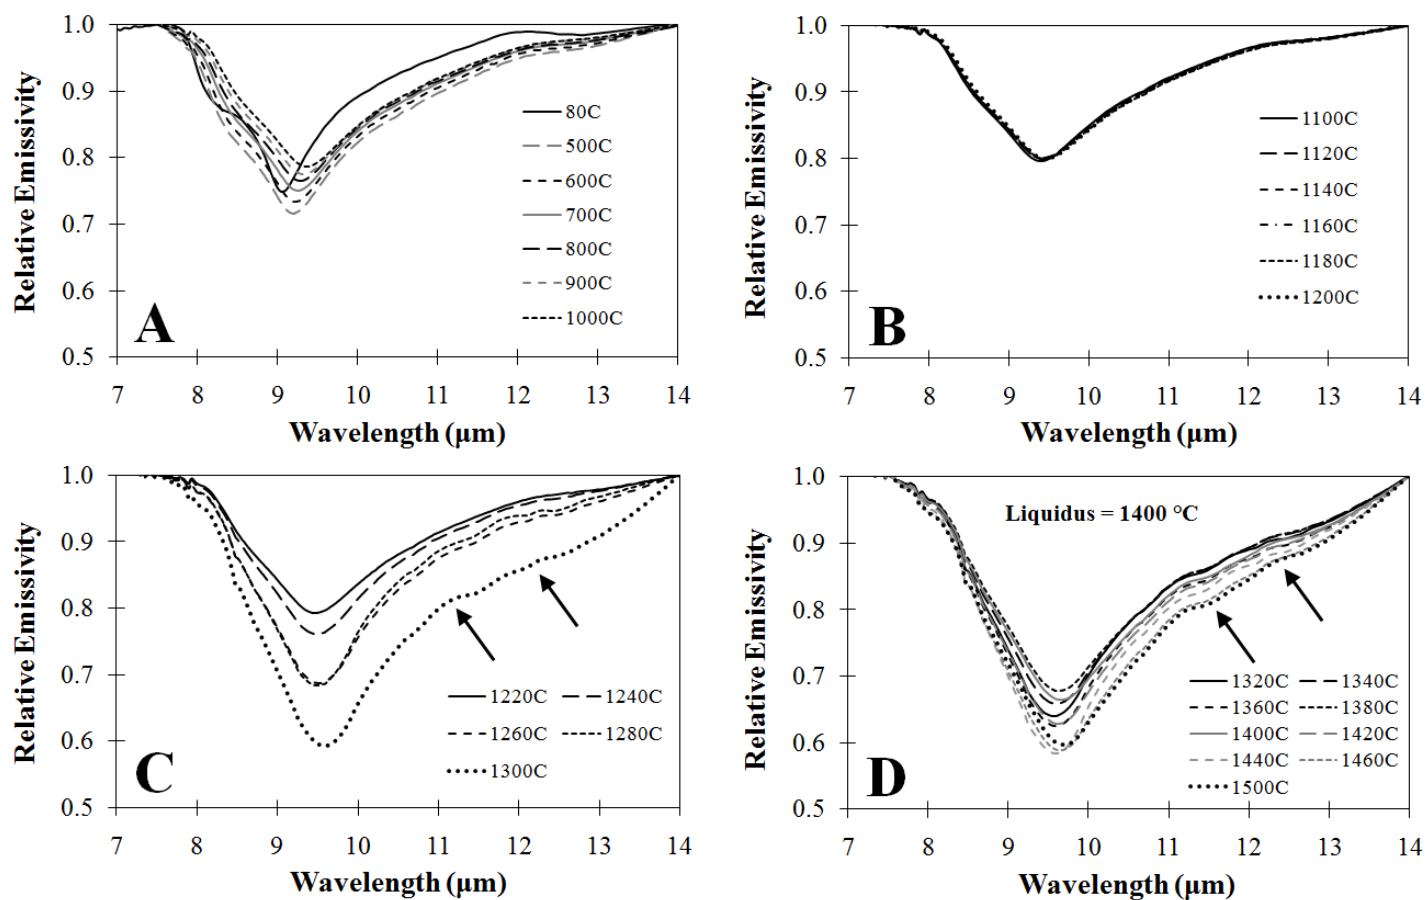 1.0
0.9
0.8
0.7
0.6
0.5
Relative Emissivity
80C
500C
600C
700C
800C
900C
1000C
A
7 8 9 10 11 12 13 14
Wavelength (μm)
1.0
0.9
0.8
0.7
0.6
0.5
Relative Emissivity
1100C
1120C
1140C
1160C
1180C
1200C
B
7 8 9 10 11 12 13 14
Wavelength (μm)
1.0
0.9
0.8
0.7
0.6
0.5
Relative Emissivity
1220C 1240C
1260C 1280C
1300C
C
7 8 9 10 11 12 13 14
Wavelength (μm)
1.0
0.9
0.8
0.7
0.6
0.5
Relative Emissivity
Liquidus = 1400 °C
1320C 1340C
1360C 1380C
1400C 1420C
1440C 1460C
1500C
D
7 8 9 10 11 12 13 14
Wavelength (μm)